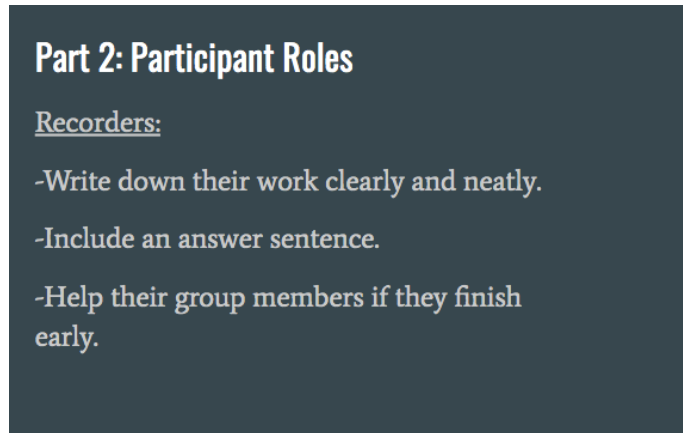 Part 2: Participant Roles
Recorders:
-Write down their work clearly and neatly.
-Include an answer sentence.
-Help their group members if they finish
early.